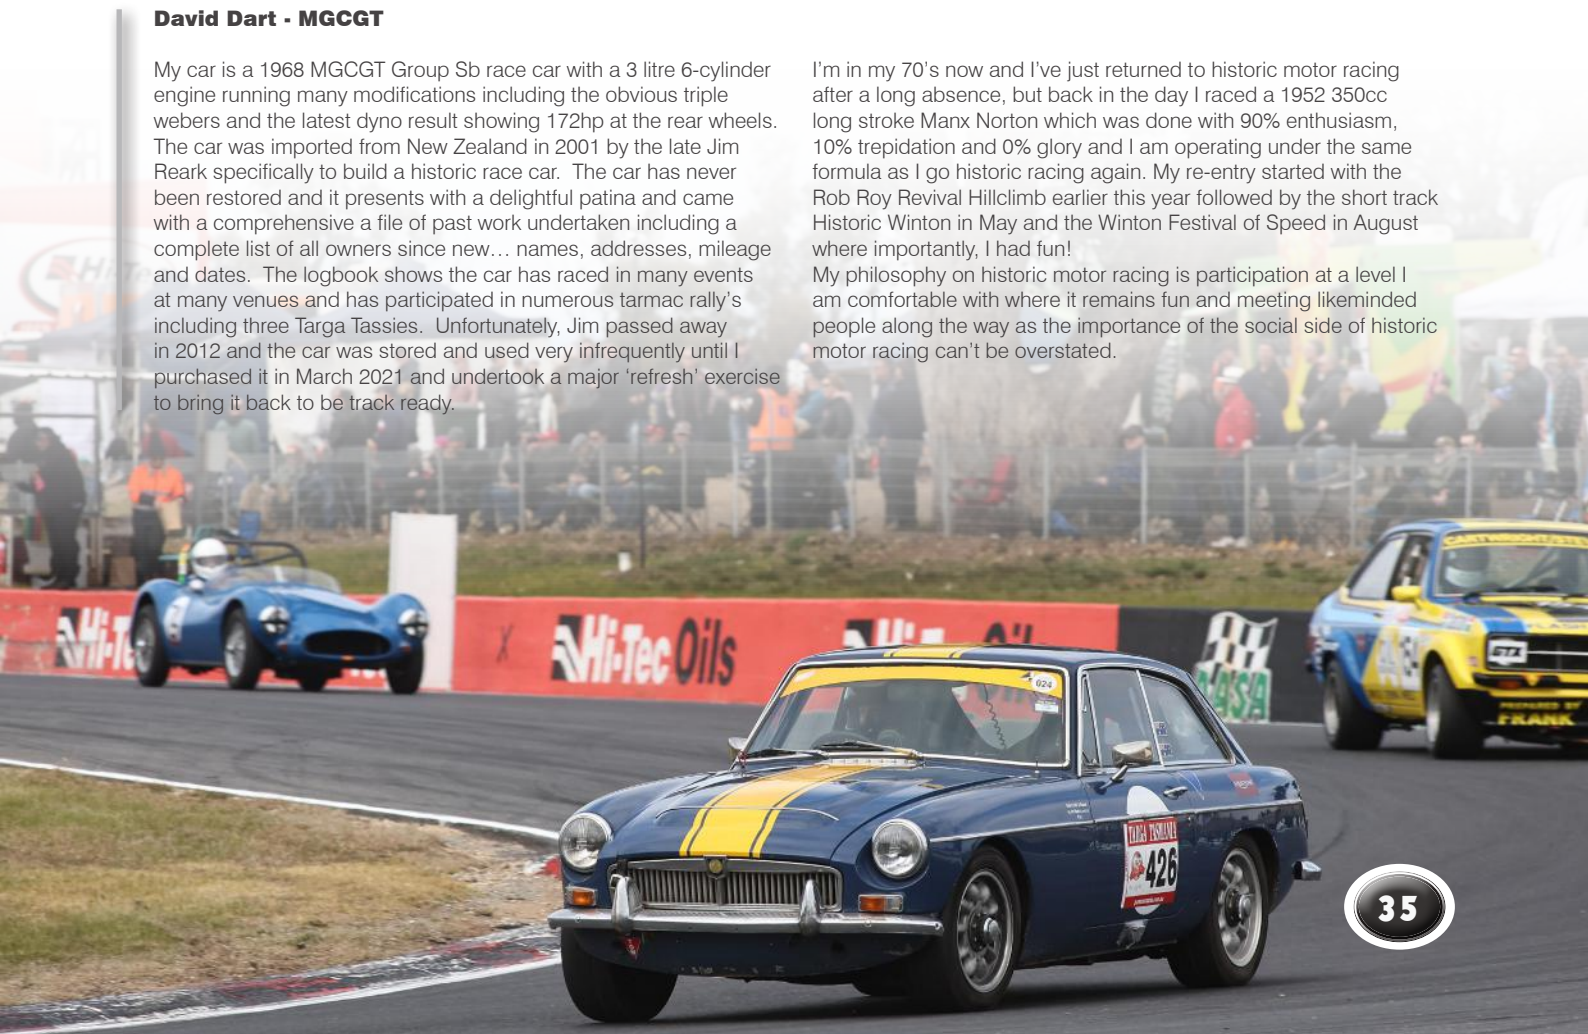 David Dart - MGCGT
My car is a 1968 MGCGT Group Sb race car with a 3 litre 6-cylinder
engine running many modifications including the obvious triple
webers and the latest dyno result showing 172hp at the rear wheels.
The car was imported from New Zealand in 2001 by the late Jim
Reark specifically to build a historic race car.  The car has never
been restored and it presents with a delightful patina and came
with a comprehensive a file of past work undertaken including a
complete list of all owners since new… names, addresses, mileage
and dates.  The logbook shows the car has raced in many events
at many venues and has participated in numerous tarmac rally’s
including three Targa Tassies.  Unfortunately, Jim passed away
in 2012 and the car was stored and used very infrequently until I
purchased it in March 2021 and undertook a major ‘refresh’ exercise
to bring it back to be track ready.
I’m in my 70’s now and I’ve just returned to historic motor racing
after a long absence, but back in the day I raced a 1952 350cc
long stroke Manx Norton which was done with 90% enthusiasm,
10% trepidation and 0% glory and I am operating under the same
formula as I go historic racing again. My re-entry started with the
Rob Roy Revival Hillclimb earlier this year followed by the short track
Historic Winton in May and the Winton Festival of Speed in August
where importantly, I had fun!
My philosophy on historic motor racing is participation at a level I
am comfortable with where it remains fun and meeting likeminded
people along the way as the importance of the social side of historic
motor racing can’t be overstated.
Hi-Tec Oils
024
GTX
PREPARED BY
FRANK
TARGA TASMANIA
426
35